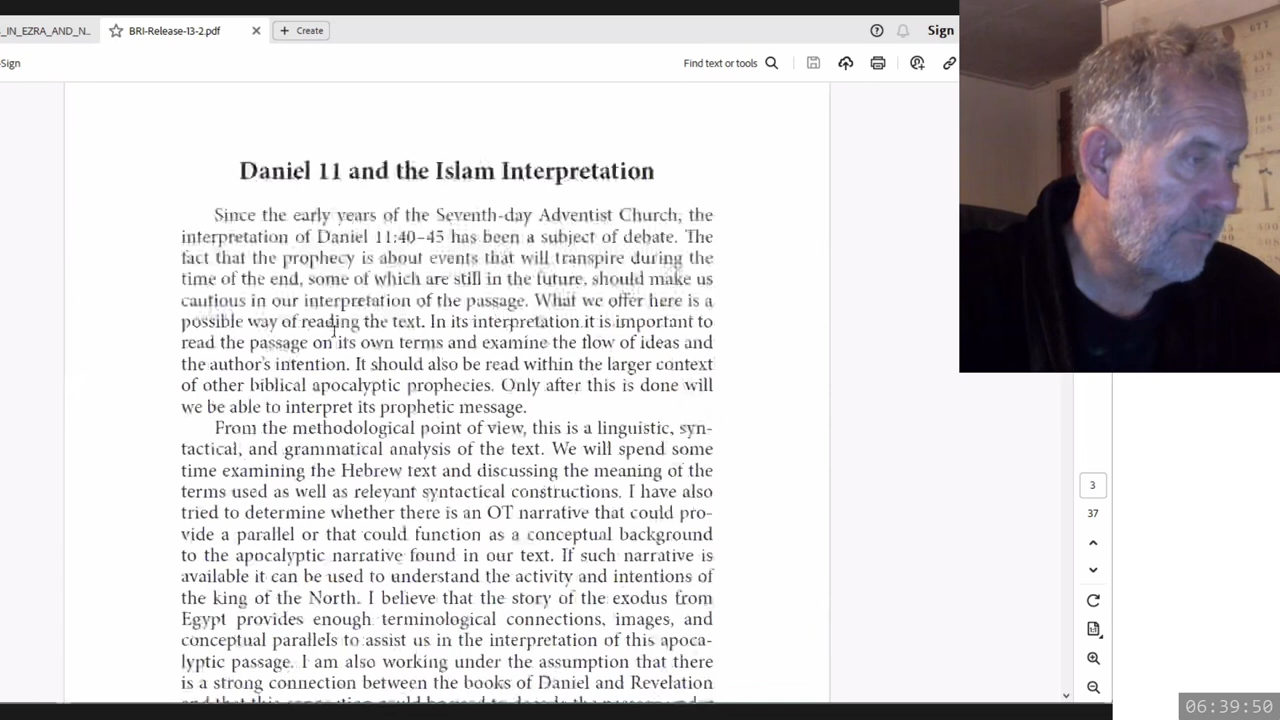 _IN_EZRA_AND_N..
BRI-Release-13-2.pdf
Create
Sign
Sign
Find text or tools
Daniel 11 and the Islam Interpretation
Since the early years of the Seventh-day Adventist Church, the
interpretation of Daniel 11:40–45 has been a subject of debate. The
fact that the prophecy is about events that will transpire during the
time of the end, some of which are still in the future, should make us
cautious in our interpretation of the passage. What we offer here is a
possible way of reading the text. In its interpretation it is important to
read the passage on its own terms and examine the flow of ideas and
the author's intention. It should also be read within the larger context
of other biblical apocalyptic prophecies. Only after this is done will
we be able to interpret its prophetic message.
From the methodological point of view, this is a linguistic, syn-
tactical, and grammatical analysis of the text. We will spend some
time examining the Hebrew text and discussing the meaning of the
terms used as well as relevant syntactical constructions. I have also
tried to determine whether there is an OT narrative that could pro-
vide a parallel or that could function as a conceptual background
to the apocalyptic narrative found in our text. If such narrative is
available it can be used to understand the activity and intentions of
the king of the North. I believe that the story of the exodus from
Egypt provides enough terminological connections, images, and
conceptual parallels to assist us in the interpretation of this apoca-
lyptic passage. I am also working under the assumption that there
is a strong connection between the books of Daniel and Revelation
3
37
677
06:39:50